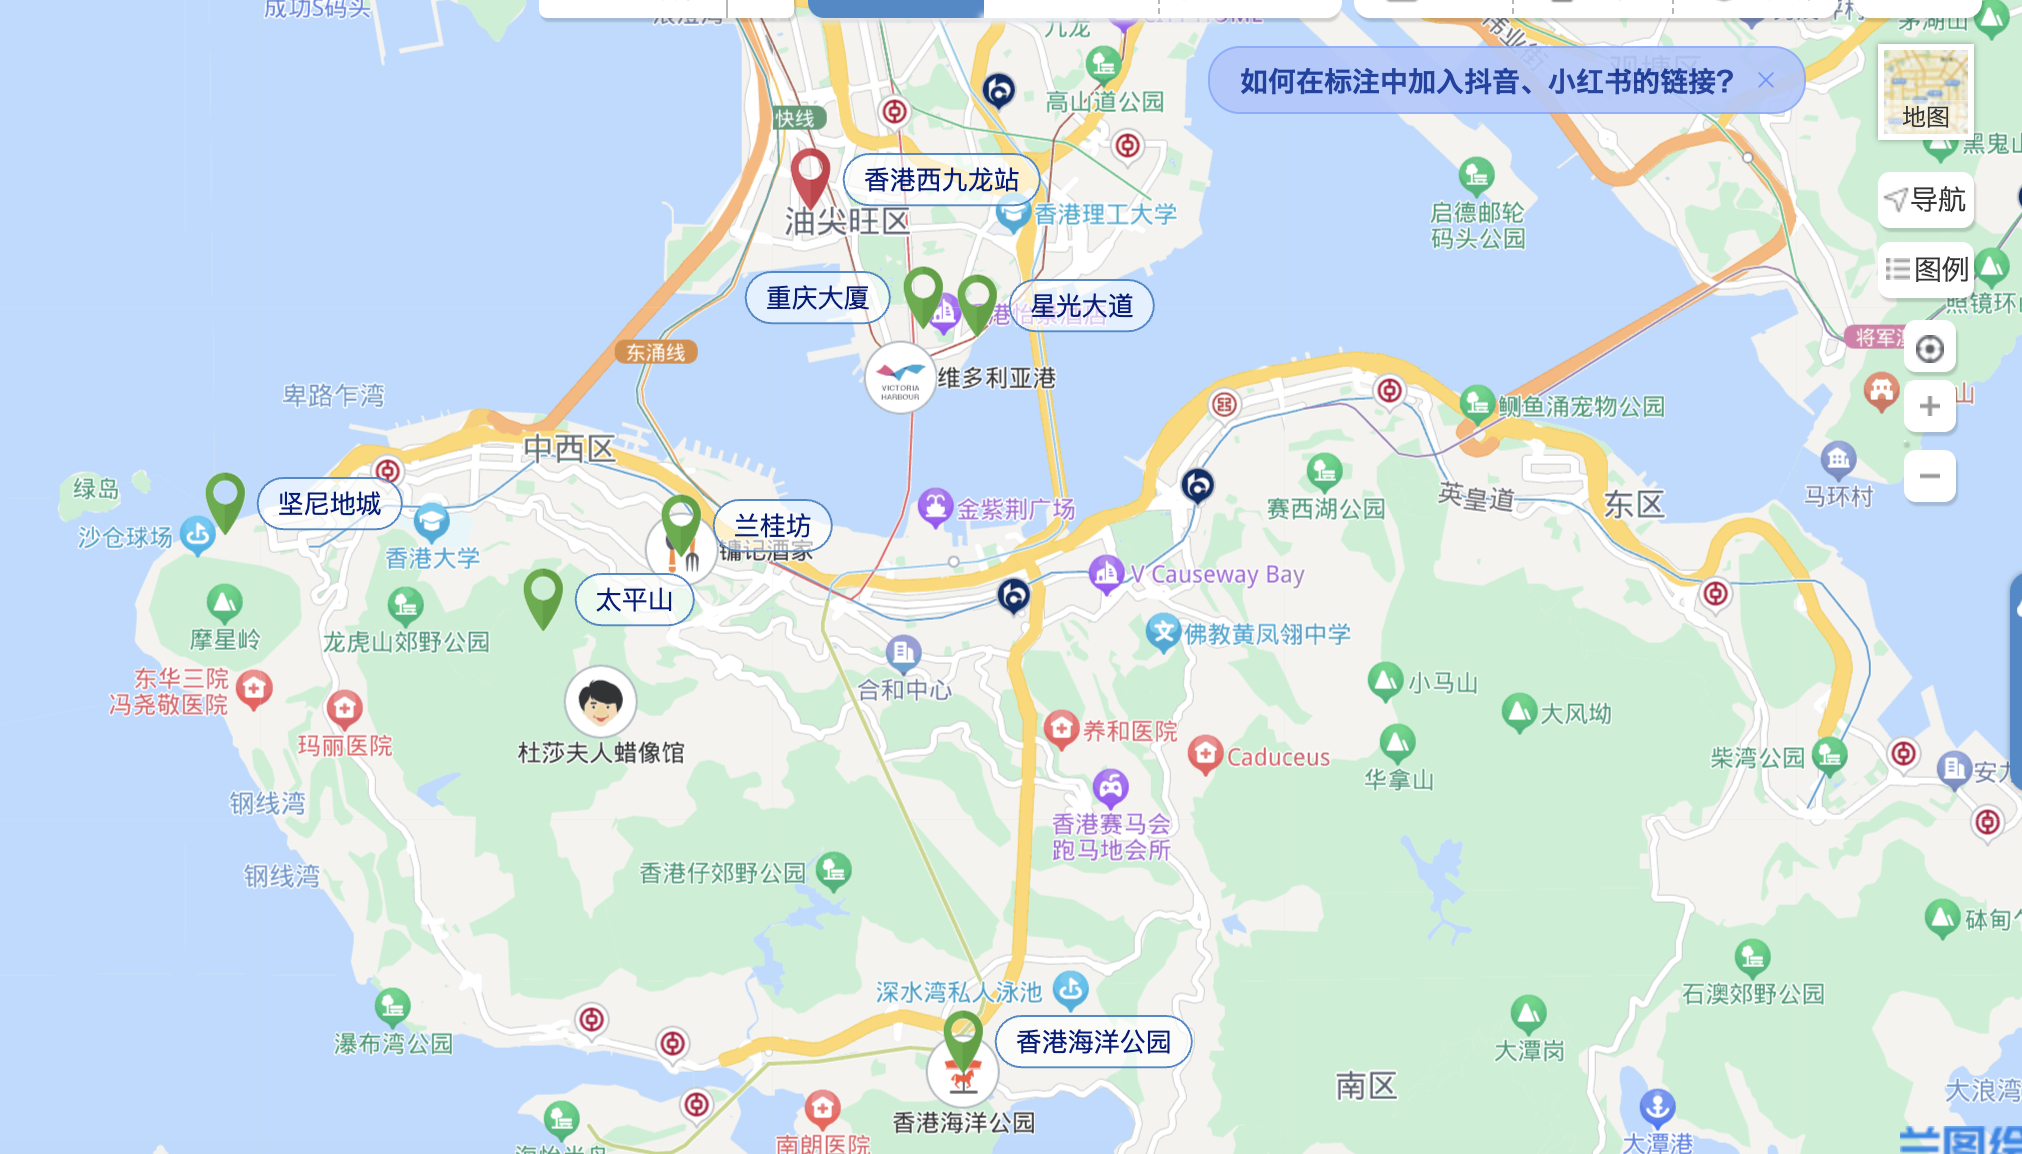 成功S码头
九龙
如何在标注中加入抖音、小红书的链接?
茅湖山
地图
高山道公园
快线
黑鬼山
香港西九龙站
油尖旺区
香港理工大学
启德邮轮
码头公园
导航
图例
照镜环山
重庆大厦
星光大道
东涌线
VICTORIA
HARBOUR
维多利亚港
卑路乍湾
鲗鱼涌宠物公园
中西区
绿岛
坚尼地城
沙仓球场
香港大学
兰桂坊
镛记酒家
金紫荆广场
赛西湖公园
英皇道
东区
马环村
V Causeway Bay
太平山
摩星岭
龙虎山郊野公园
佛教黄凤翎中学
东华三院
冯尧敬医院
玛丽医院
合和中心
小马山
大风坳
养和医院
Caduceus
华拿山
柴湾公园
杜莎夫人蜡像馆
钢线湾
香港赛马会
跑马地会所
钢线湾
香港仔郊野公园
深水湾私人泳池
石澳郊野公园
瀑布湾公园
香港海洋公园
大潭岗
南区
大浪湾
香港海洋公园
南朗医院
大潭港